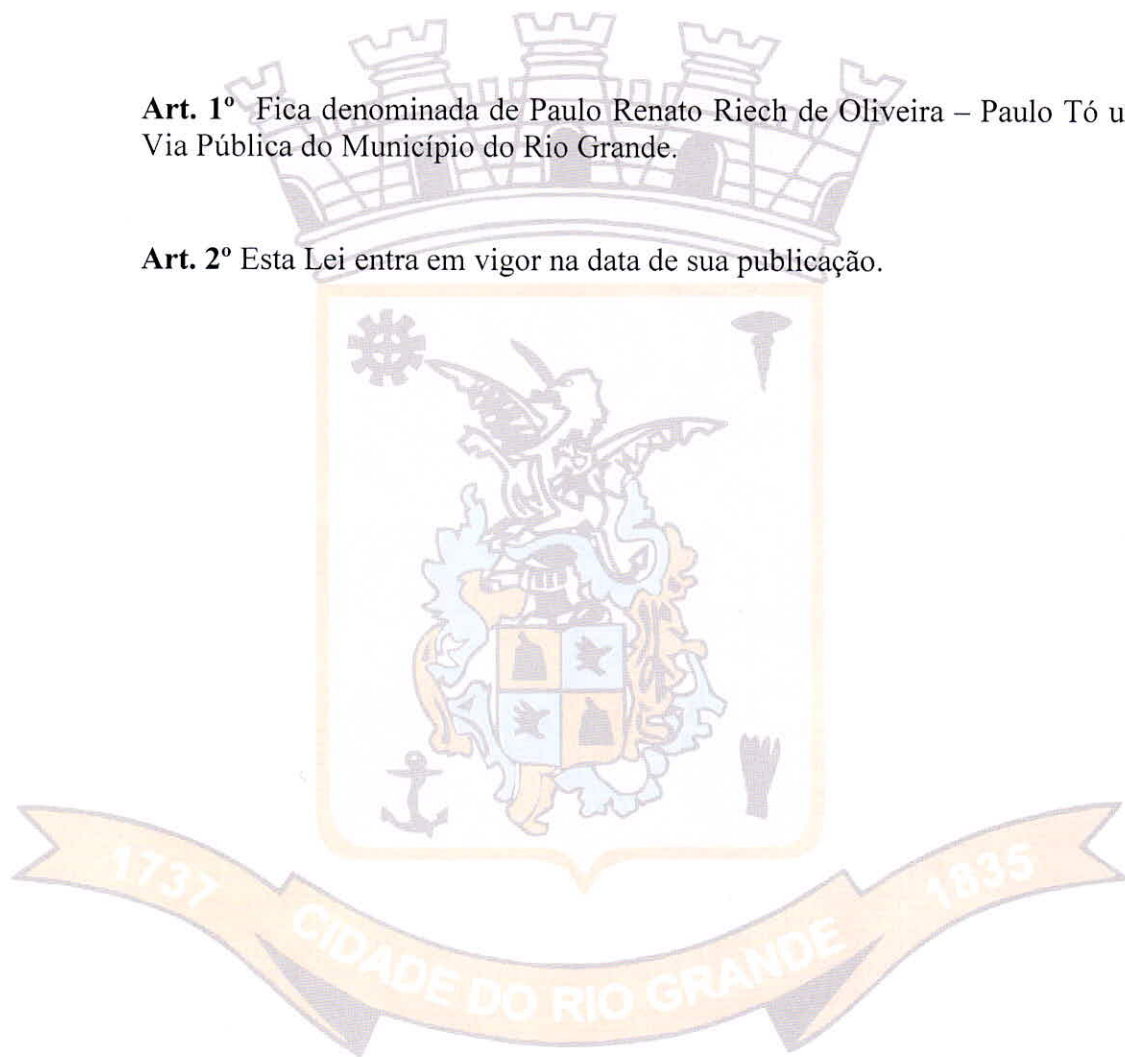 Art. 1º Fica denominada de Paulo Renato Riech de Oliveira – Paulo Tó u
Via Pública do Município do Rio Grande.
Art. 2º Esta Lei entra em vigor na data de sua publicação.
1737 CIDADE DO RIO GRANDE 1835